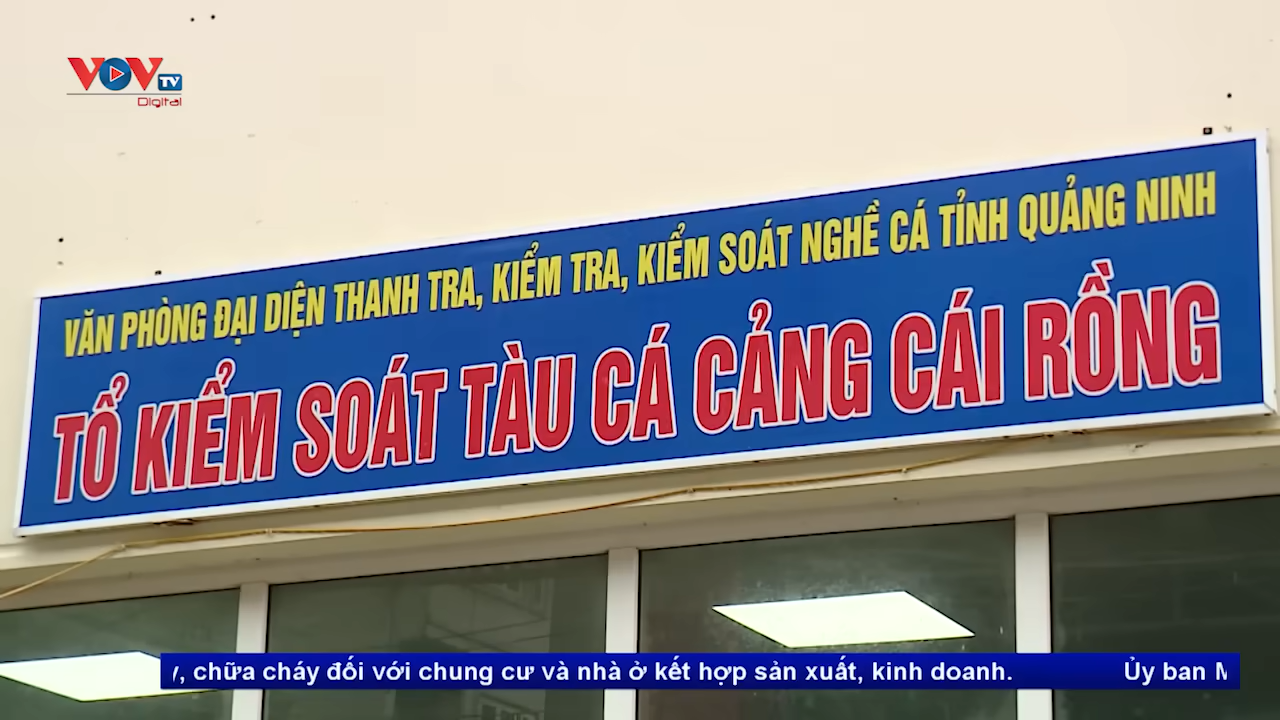 VOV TV
Digital
VĂN PHÒNG ĐẠI DIỆN THANH TRA, KIỂM TRA, KIỂM SOÁT NGHỀ CÁ TỈNH QUẢNG NINH
TỔ KIỂM SOÁT TÀU CÁ CẢNG CÁI RỒNG
chữa cháy đối với chung cư và nhà ở kết hợp sản xuất, kinh doanh. Ủy ban